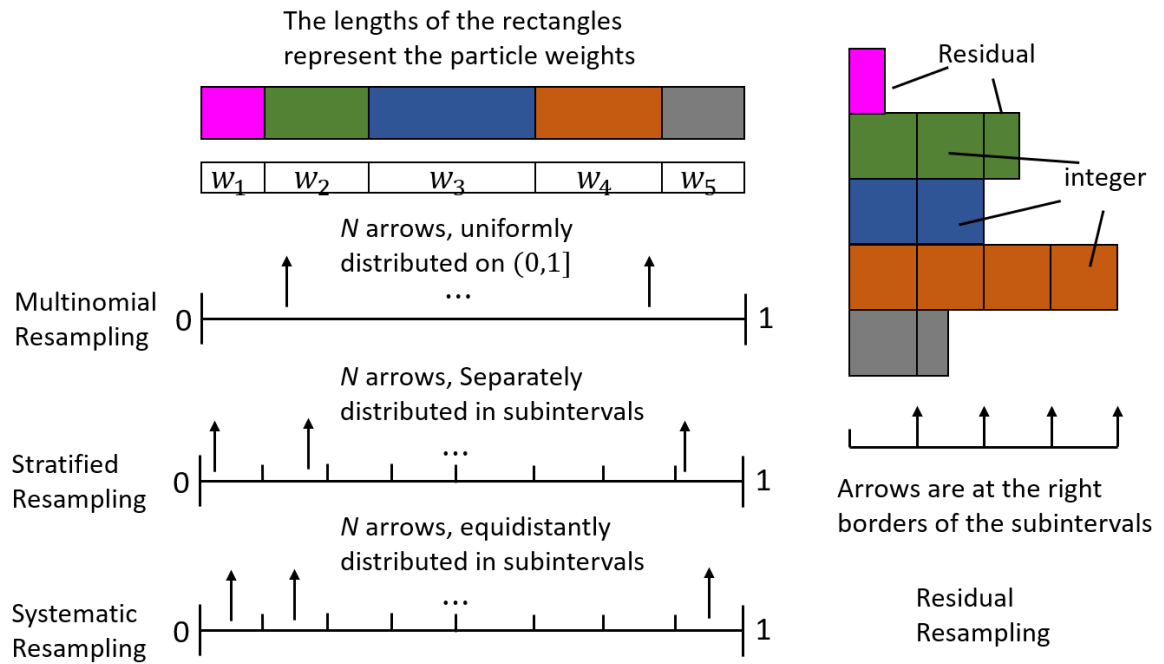 The lengths of the rectangles
represent the particle weights
w₁ w₂ w₃ w₄ w₅
N arrows, uniformly
distributed on (0,1]
...
Multinomial
Resampling
0
1
N arrows, Separately
distributed in subintervals
...
Stratified
Resampling
0
1
N arrows, equidistantly
distributed in subintervals
...
Systematic
Resampling
0
1
Residual
integer
Arrows are at the right
borders of the subintervals
Residual
Resampling